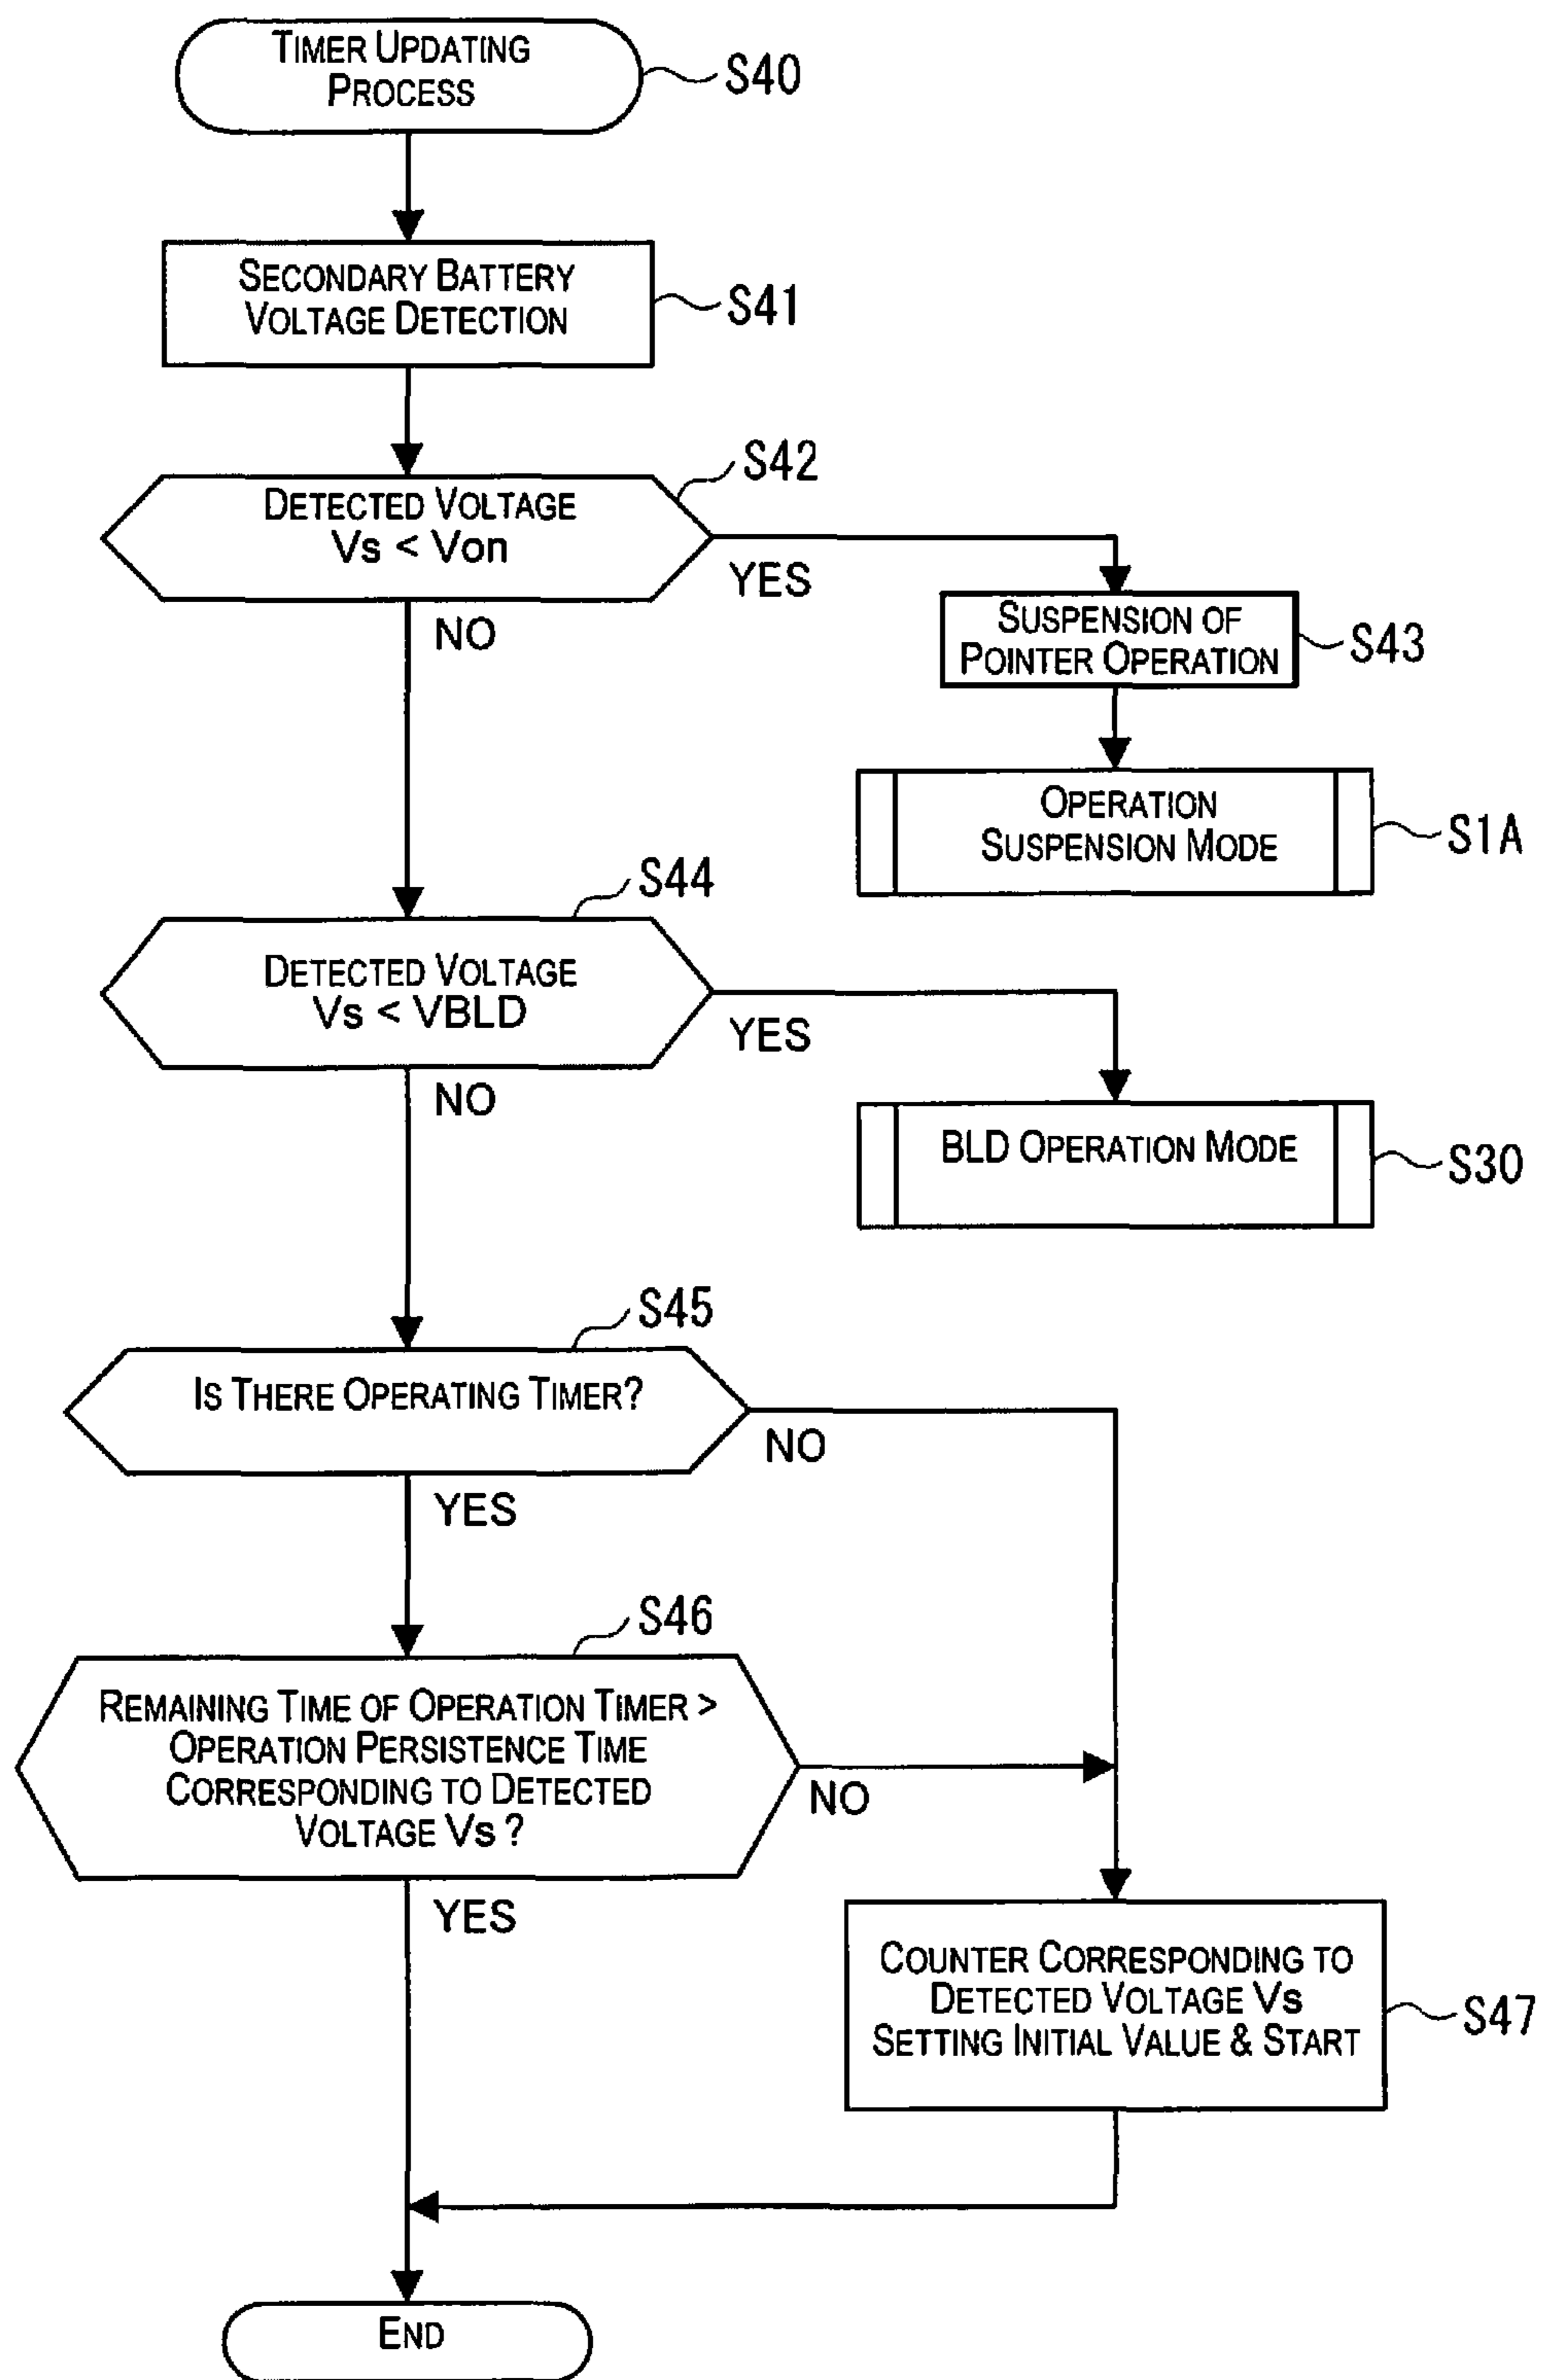 TIMER UPDATING
PROCESS
S40
SECONDARY BATTERY
VOLTAGE DETECTION
S41
S42
DETECTED VOLTAGE
Vs < Von
YES
NO
SUSPENSION OF
POINTER OPERATION
S43
OPERATION
SUSPENSION MODE
S1A
S44
DETECTED VOLTAGE
Vs < VBLD
YES
NO
BLD OPERATION MODE
S30
S45
IS THERE OPERATING TIMER?
NO
YES
S46
REMAINING TIME OF OPERATION TIMER >
OPERATION PERSISTENCE TIME
CORRESPONDING TO DETECTED
VOLTAGE Vs ?
NO
YES
COUNTER CORRESPONDING TO
DETECTED VOLTAGE Vs
SETTING INITIAL VALUE & START
S47
END